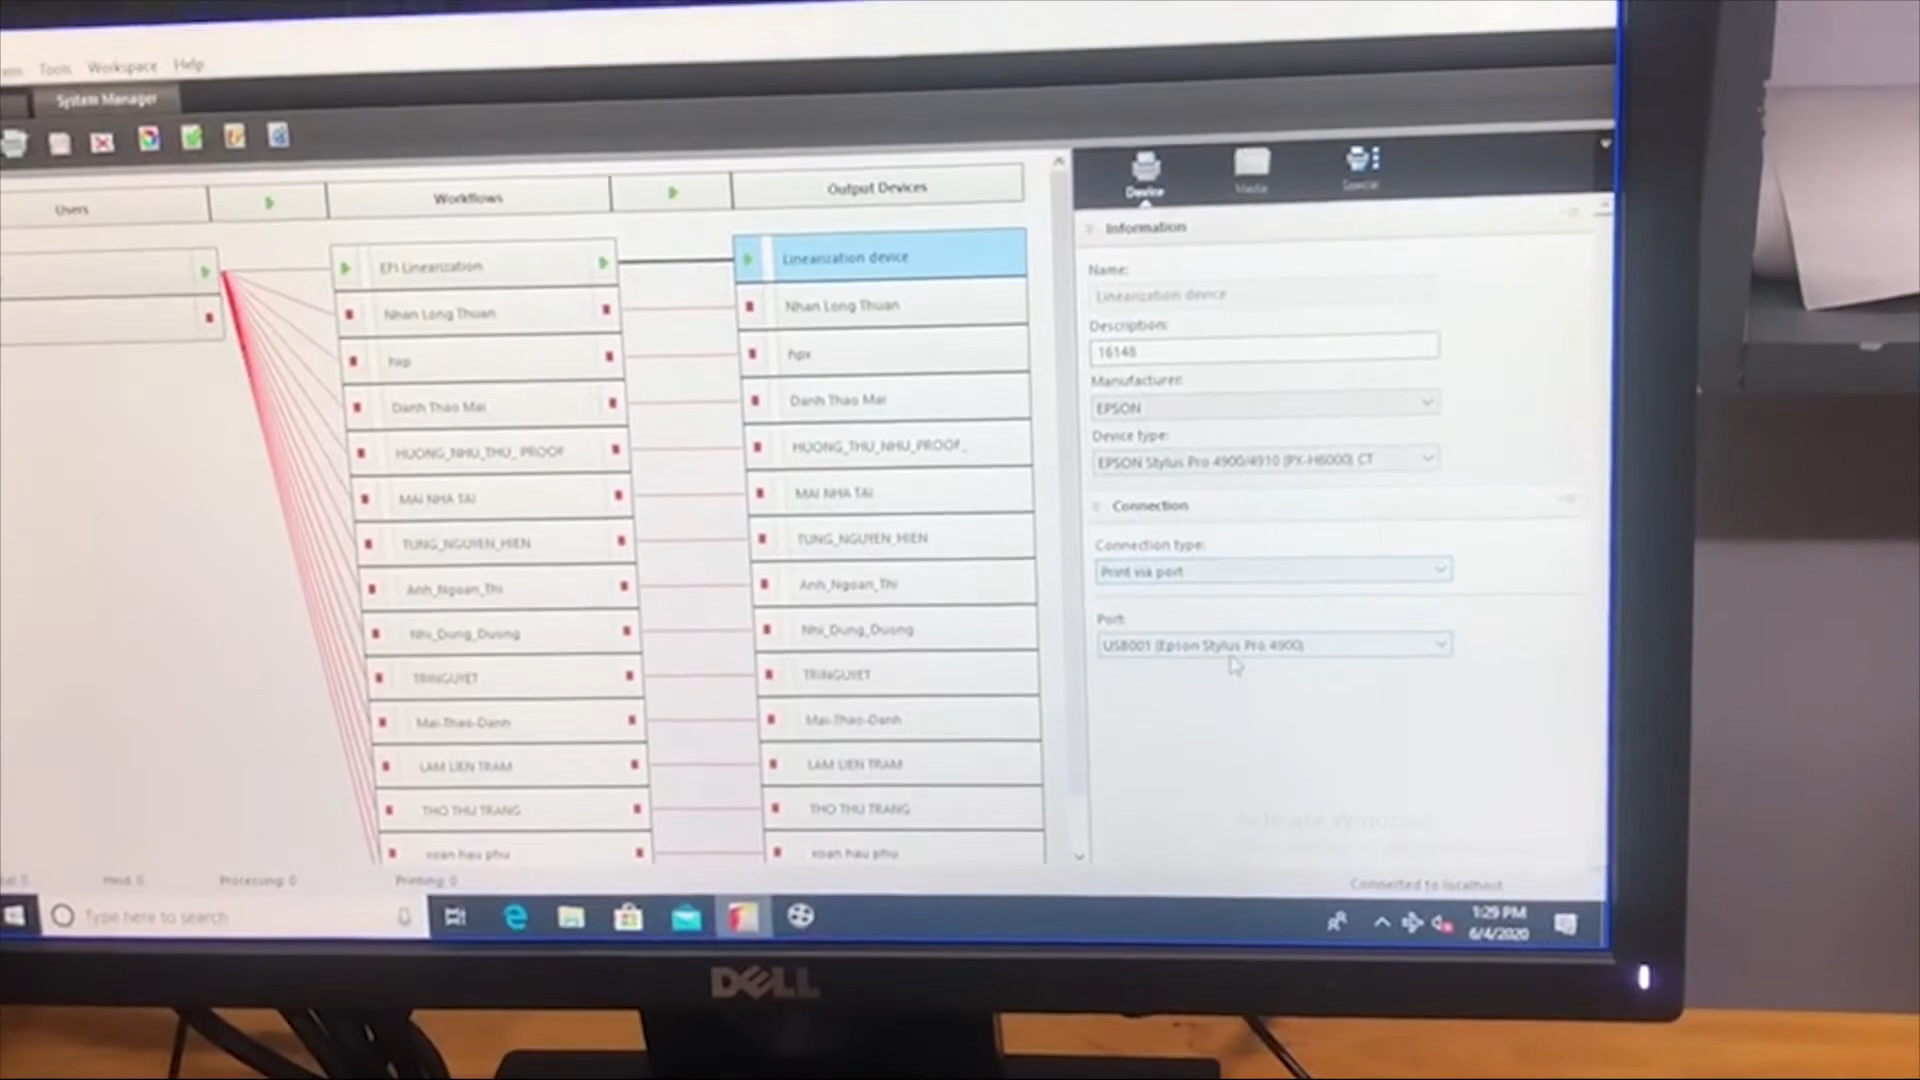 Tools Workspace Help
System Manager
Users
Workflows
Output Devices
EFI Linearization
Nhan Long Thuan
hxp
Danh Thao Mai
HUONG_NHU_THU_ PROOF
MAI NHA TAI
TUNG_NGUYEN_HIEN
Anh_Ngoan_Thi
Nhi_Dung_Duong
TRINGUYET
Mai-Thao-Danh
LAM LIEN TRAM
THO THU TRANG
xoan hau phu
Linearization device
Nhan Long Thuan
hpx
Danh Thao Mai
HUONG_THU_NHU_PROOF_
MAI NHA TAI
TUNG_NGUYEN_HIEN
Anh_Ngoan_Thi
Nhi_Dung_Duong
TRINGUYET
Mai-Thao-Danh
LAM LIEN TRAM
THO THU TRANG
xoan hau phu
Device Media Special
Information
Name:
Linearization device
Description:
16148
Manufacturer:
EPSON
Device type:
EPSON Stylus Pro 4900/4910 (PX-H6000) CT
Connection
Connection type:
Print via port
Port:
USB001 (Epson Stylus Pro 4900)
Activate Windows
Held: 0 Processing: 0 Printing: 0
Connected to localhost
Type here to search
1:29 PM
6/4/2020
DELL